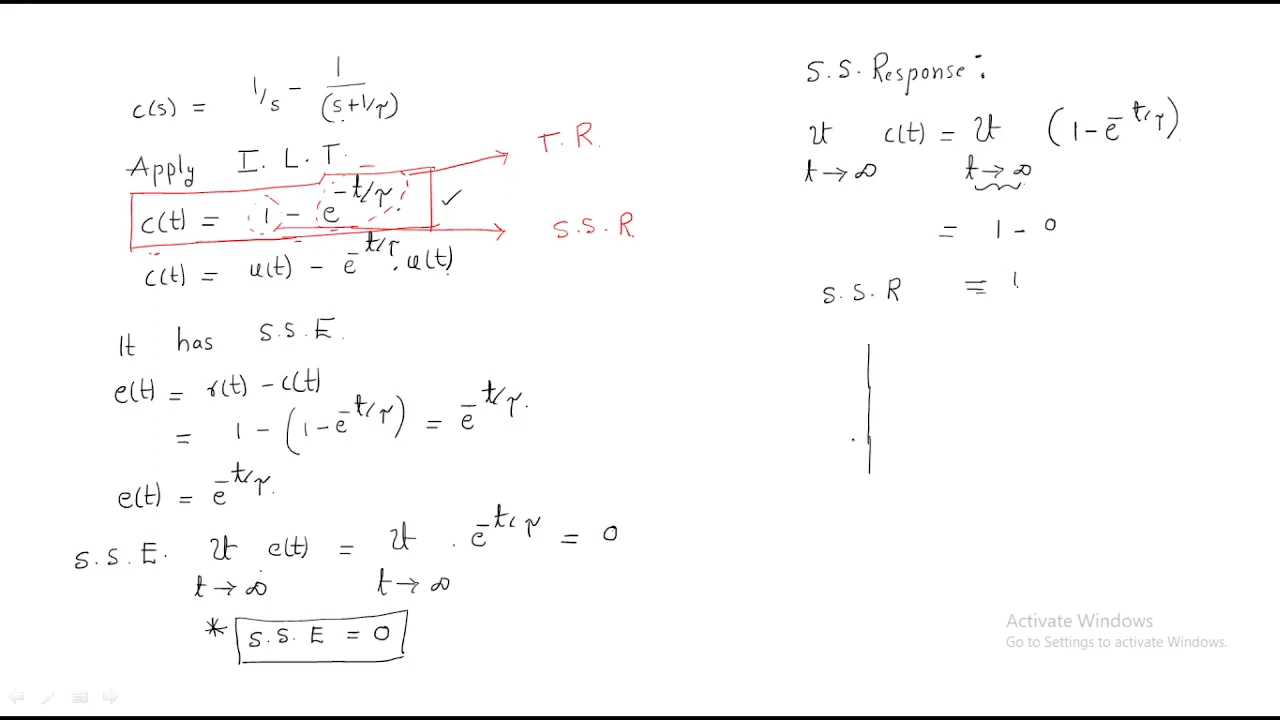 c(s) = 1/s - 1/(s+1/τ)
Apply I. L. T.
c(t) = 1 - e^-t/τ ✓
T. R.
S. S. R
c(t) = u(t) - e^-t/τ . u(t)
It has S.S.E.
e(t) = r(t) - c(t)
= 1 - (1 - e^-t/τ) = e^-t/τ.
e(t) = e^-t/τ.
S. S. E. Lt e(t) = Lt . e^-t/τ = 0
t → ∞ t → ∞
* S. S. E = 0
S. S. Response :
Lt c(t) = Lt (1 - e^-t/τ)
t → ∞ t → ∞
= 1 - 0
S. S. R = 1
Activate Windows
Go to Settings to activate Windows.